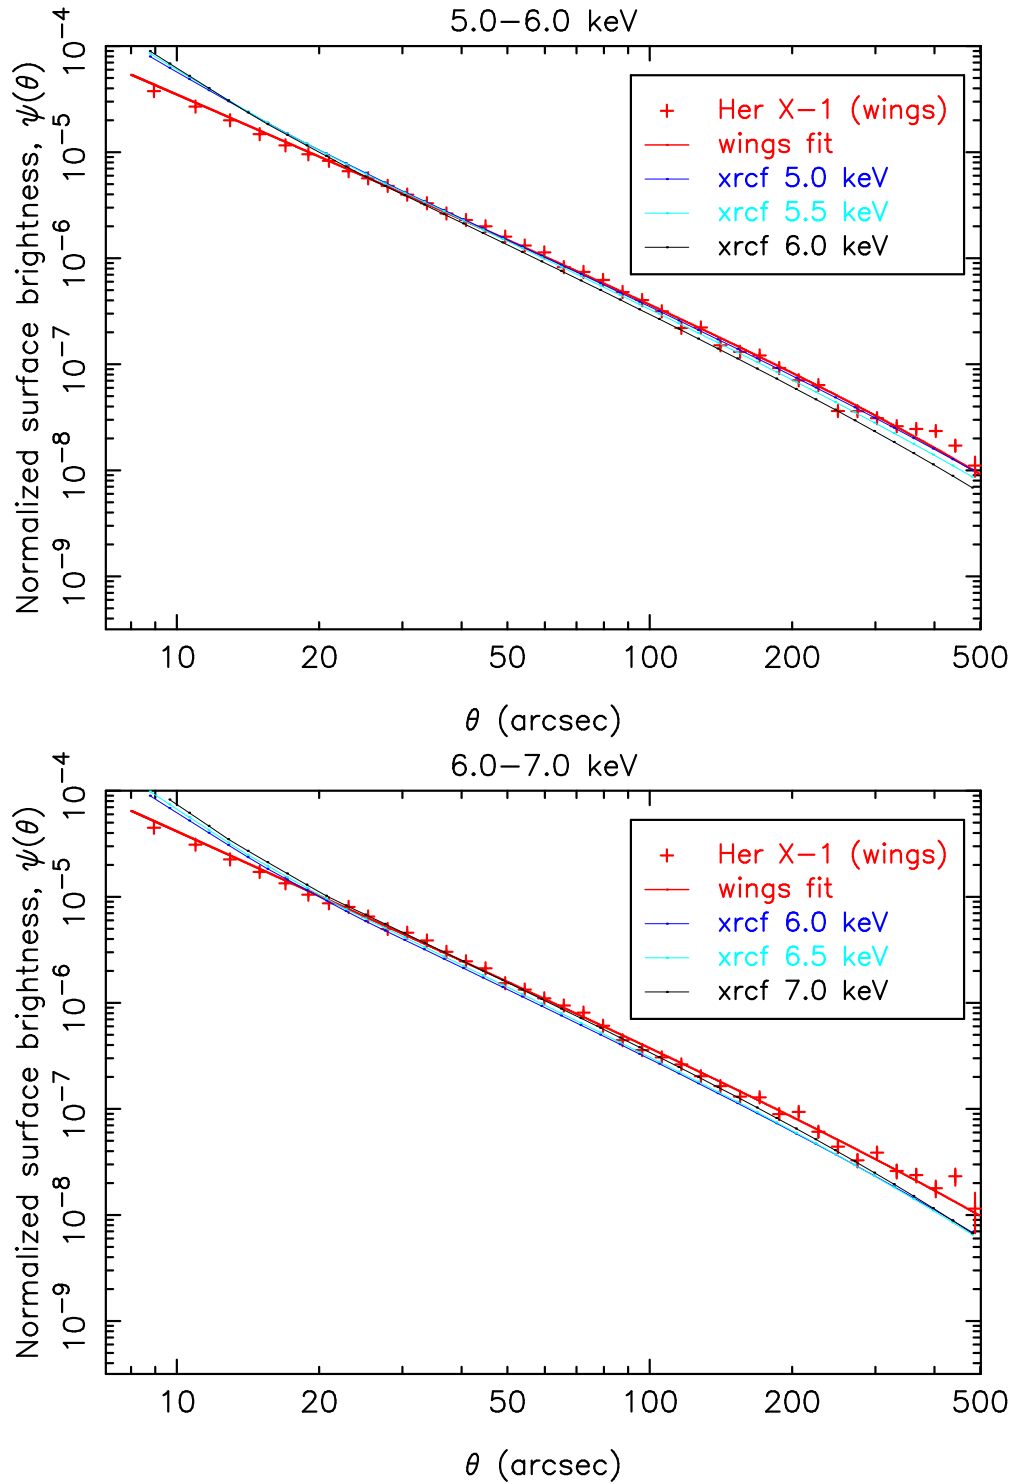 5.0−6.0 keV
Normalized surface brightness, ψ(θ)
10⁻⁴
10⁻⁵
10⁻⁶
10⁻⁷
10⁻⁸
10⁻⁹
Her X−1 (wings)
wings fit
xrcf 5.0 keV
xrcf 5.5 keV
xrcf 6.0 keV
10 20 50 100 200 500
θ (arcsec)
6.0−7.0 keV
Normalized surface brightness, ψ(θ)
10⁻⁴
10⁻⁵
10⁻⁶
10⁻⁷
10⁻⁸
10⁻⁹
Her X−1 (wings)
wings fit
xrcf 6.0 keV
xrcf 6.5 keV
xrcf 7.0 keV
10 20 50 100 200 500
θ (arcsec)